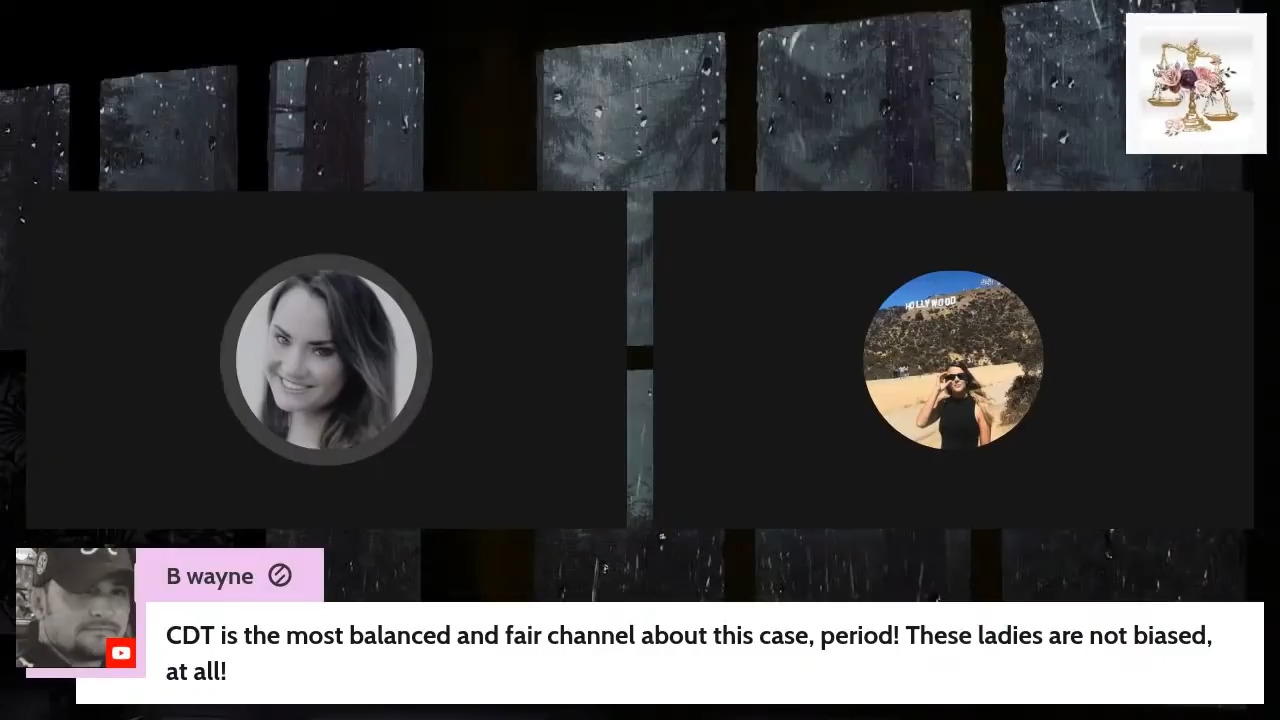 HOLLYWOOD
B wayne
CDT is the most balanced and fair channel about this case, period! These ladies are not biased,
at all!